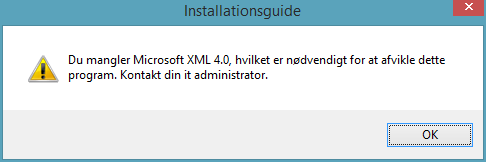 Installationsguide
Du mangler Microsoft XML 4.0, hvilket er nødvendigt for at afvikle dette
program. Kontakt din it administrator.
OK